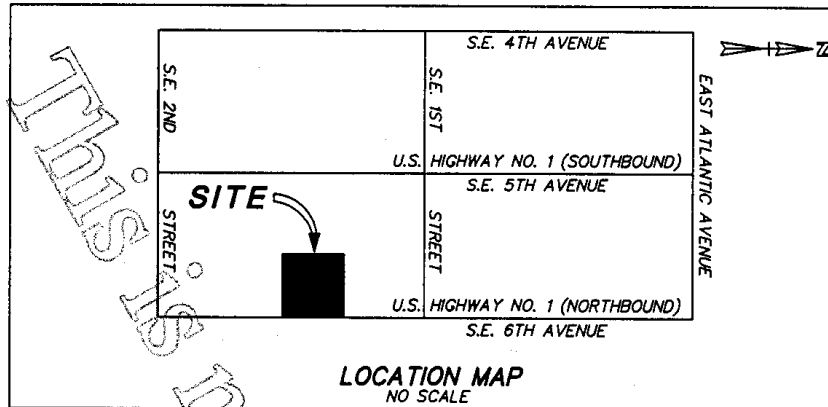 S.E. 4TH AVENUE
N
S.E. 2ND
S.E. 1ST
EAST ATLANTIC AVENUE
U.S. HIGHWAY NO. 1 (SOUTHBOUND)
S.E. 5TH AVENUE
SITE
STREET
STREET
U.S. HIGHWAY NO. 1 (NORTHBOUND)
S.E. 6TH AVENUE
This is n
LOCATION MAP
NO SCALE